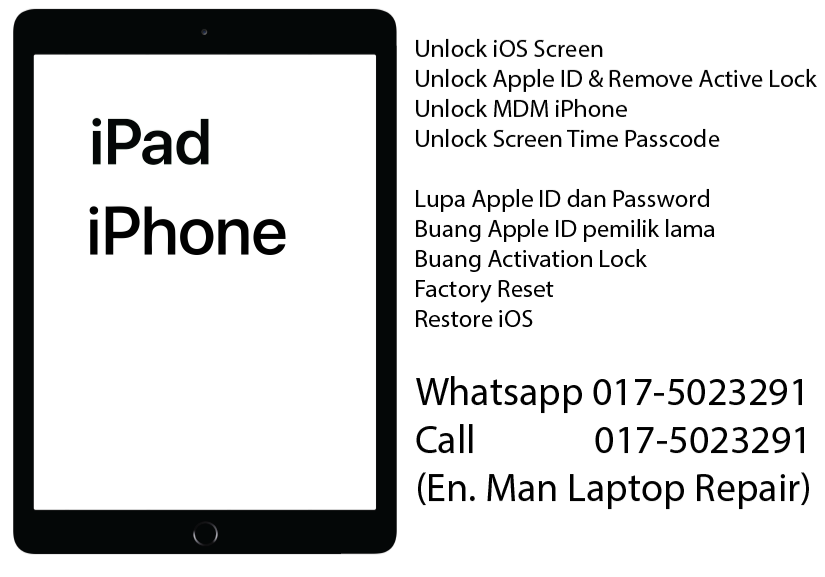 iPad
iPhone
Unlock iOS Screen
Unlock Apple ID & Remove Active Lock
Unlock MDM iPhone
Unlock Screen Time Passcode
Lupa Apple ID dan Password
Buang Apple ID pemilik lama
Buang Activation Lock
Factory Reset
Restore iOS
Whatsapp 017-5023291
Call 017-5023291
(En. Man Laptop Repair)